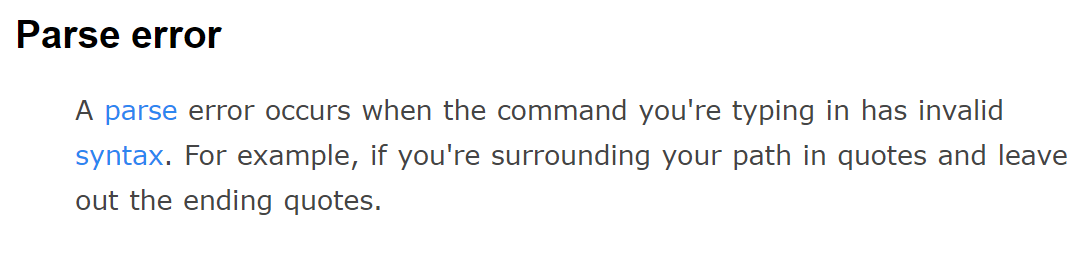 Parse error
A parse error occurs when the command you're typing in has invalid
syntax. For example, if you're surrounding your path in quotes and leave
out the ending quotes.